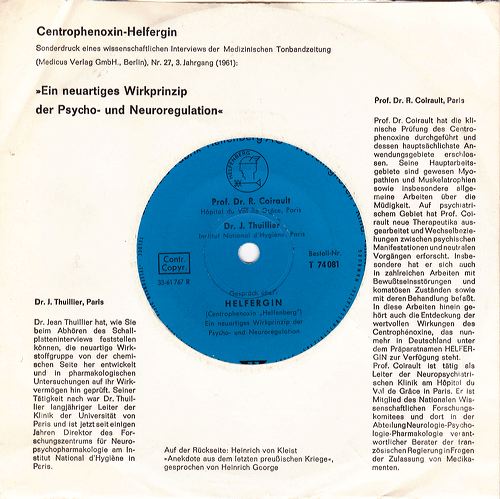 Centrophenoxin-Helfergin
Sonderdruck eines wissenschaftlichen Interviews der Medizinischen Tonbandzeitung
(Medicus Verlag GmbH., Berlin), Nr. 27, 3. Jahrgang (1961):
»Ein neuartiges Wirkprinzip
der Psycho- und Neuroregulation«
Prof. Dr. R. Coirault, Paris
Prof. Dr. Coirault hat die kli-
nische Prüfung des Centro-
phenoxins durchgeführt und
dessen hauptsächlichste An-
wendungsgebiete erschlos-
sen. Seine Hauptarbeits-
gebiete sind gewesen Myo-
pathien und Muskelatrophien
sowie insbesondere allge-
meine Arbeiten über die
Müdigkeit. Auf psychiatri-
schem Gebiet hat Prof. Coi-
rault neue Therapeutika aus-
gearbeitet und Wechselbezie-
hungen zwischen psychischen
Manifestationen und neutralen
Vorgängen erforscht. Insbe-
sondere hat er sich auch
in zahlreichen Arbeiten mit
Bewußtseinsstörungen und
komatösen Zuständen sowie
mit deren Behandlung befaßt.
In diese Arbeiten hinein ge-
hört auch die Entdeckung der
wertvollen Wirkungen des
Centrophenoxins, das nun-
mehr in Deutschland unter
dem Präparatnamen HELFER-
GIN zur Verfügung steht.
Prof. Coirault ist tätig als
Leiter der Neuropsychiatri-
schen Klinik am Hôpital du
Val de Grâce in Paris. Er ist
Mitglied des Nationalen Wis-
senschaftlichen Forschungs-
komitees und dort in der
Abteilung Neurologie-Psycho-
logie-Pharmakologie verant-
wortlicher Berater der fran-
zösischen Regierung in Fragen
der Zulassung von Medika-
menten.
HELFENBERG
Prof. Dr. R. Coirault
Hôpital du Val de Grâce, Paris
Dr. J. Thuillier
Institut National d'Hygiène, Paris
Contr.
Copyr.
Bestell-Nr.
T 74 081
33-61 747 R
Gespräch über
HELFERGIN
(Centrophenoxin „Helfenberg")
Ein neuartiges Wirkprinzip der
Psycho- und Neuroregulation
Dr. J. Thuillier, Paris
Dr. Jean Thuillier hat, wie Sie
beim Abhören des Schall-
platteninterviews feststellen
können, die neuartige Wirk-
stoffgruppe von der chemi-
schen Seite her entwickelt
und in pharmakologischen
Untersuchungen auf ihr Wirk-
vermögen hin geprüft. Seiner
Tätigkeit nach war Dr. Thuil-
lier langjähriger Leiter der
Klinik der Universität von
Paris und ist jetzt seit einigen
Jahren Direktor des For-
schungszentrums für Neuro-
psychopharmakologie am In-
stitut National d'Hygiène in
Paris.
Auf der Rückseite: Heinrich von Kleist
»Anekdote aus dem letzten preußischen Kriege«,
gesprochen von Heinrich George